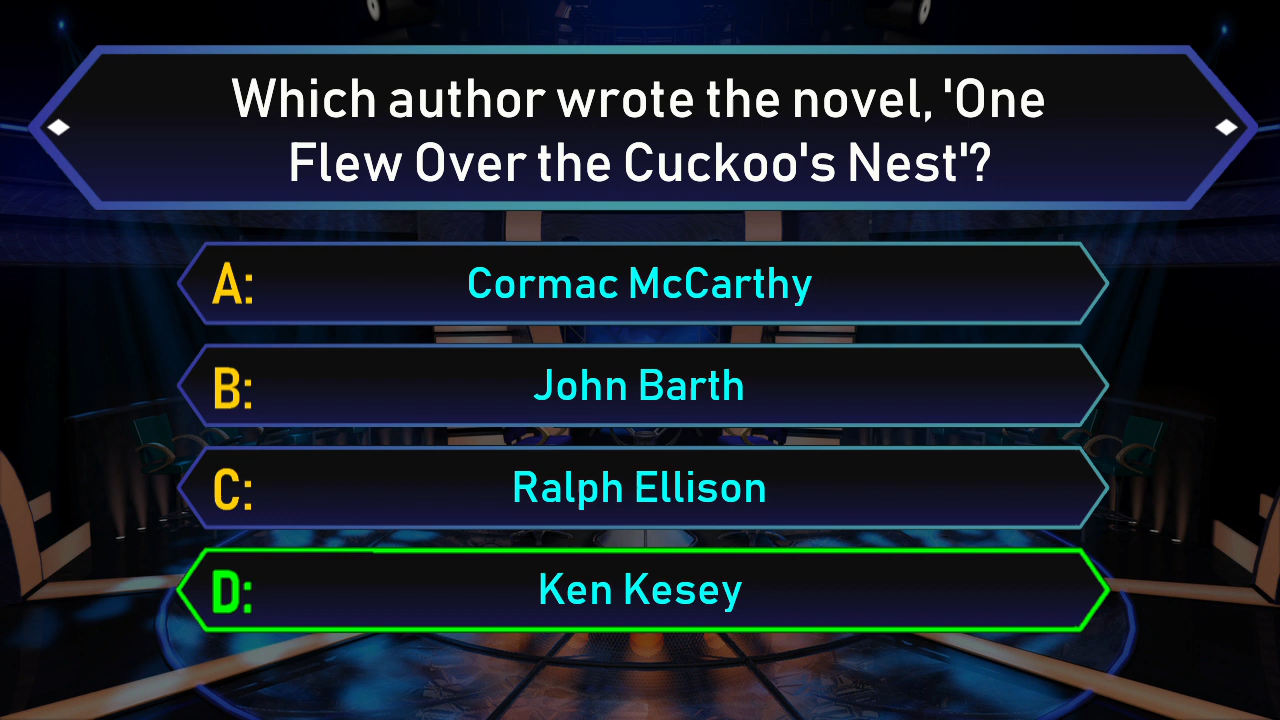 Which author wrote the novel, 'One
Flew Over the Cuckoo's Nest'?
A: Cormac McCarthy
B: John Barth
C: Ralph Ellison
D: Ken Kesey